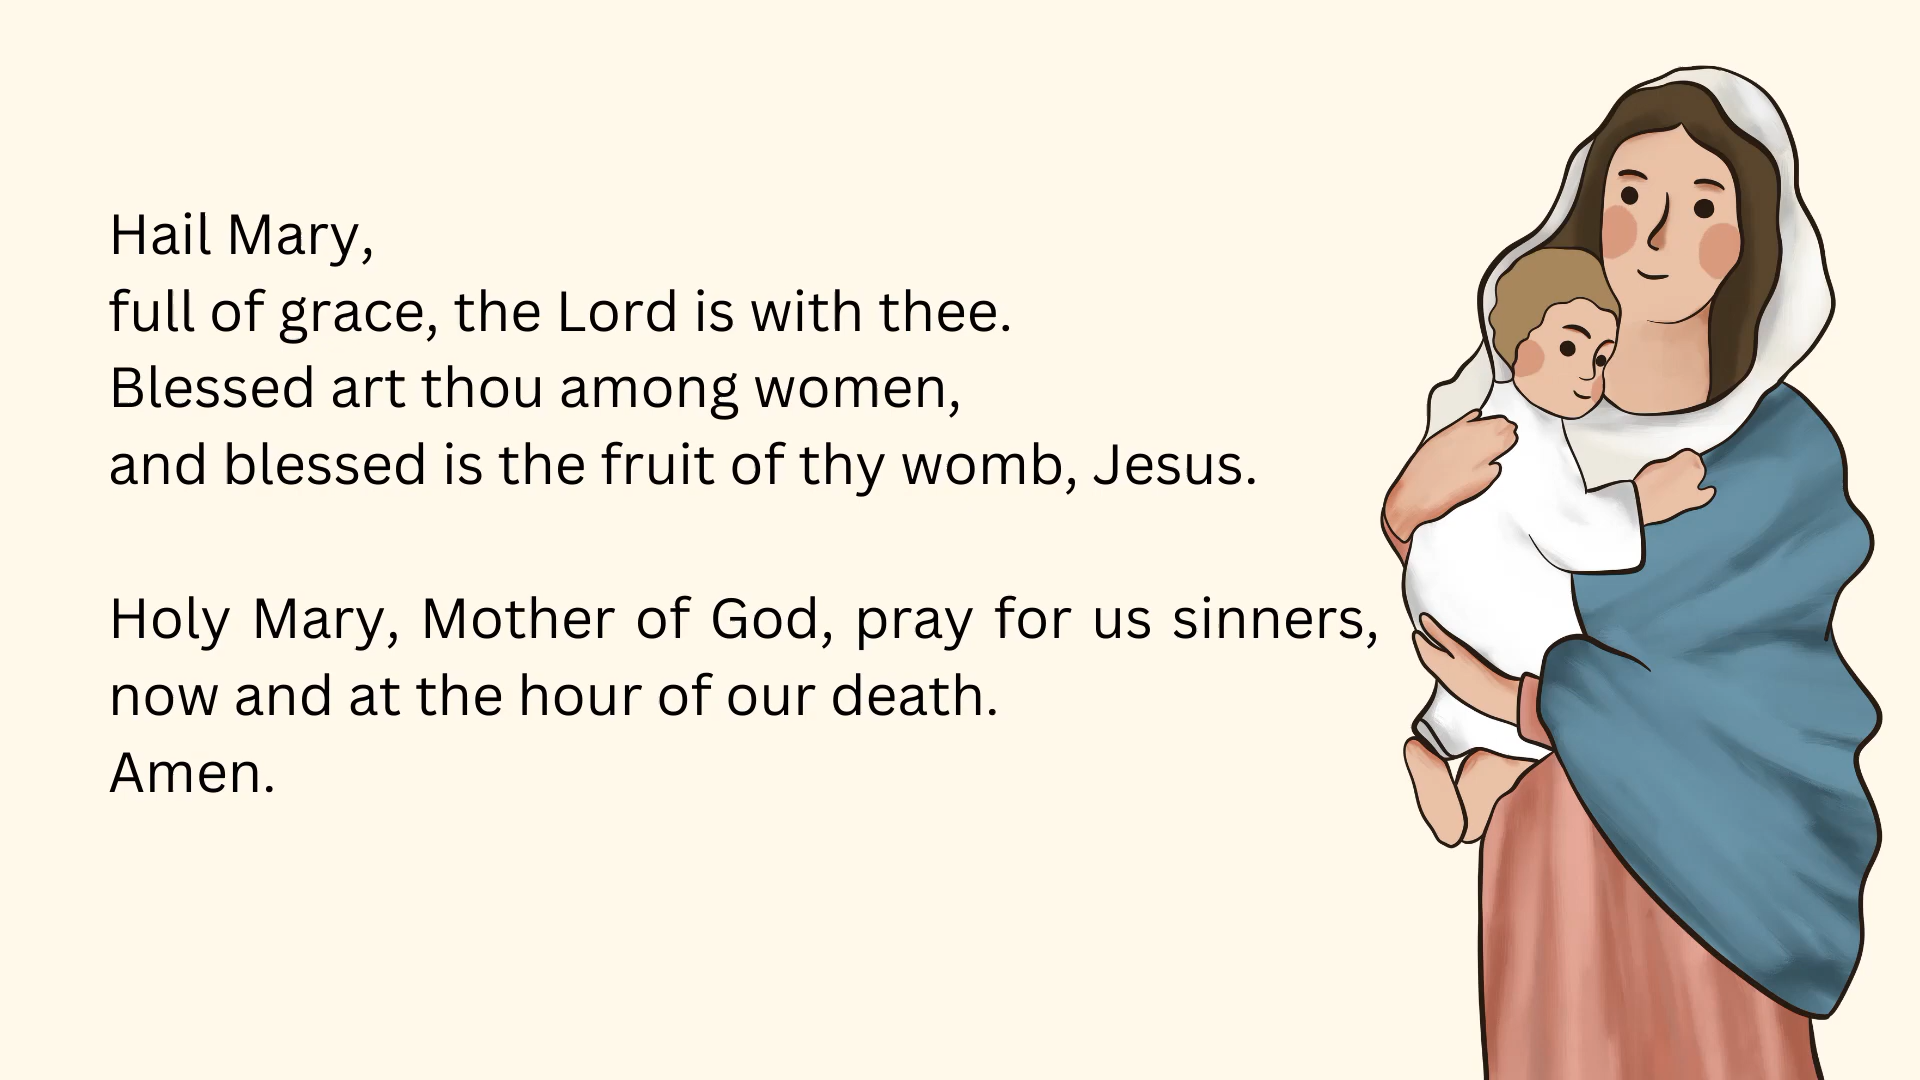 Hail Mary,
full of grace, the Lord is with thee.
Blessed art thou among women,
and blessed is the fruit of thy womb, Jesus.
Holy Mary, Mother of God, pray for us sinners,
now and at the hour of our death.
Amen.